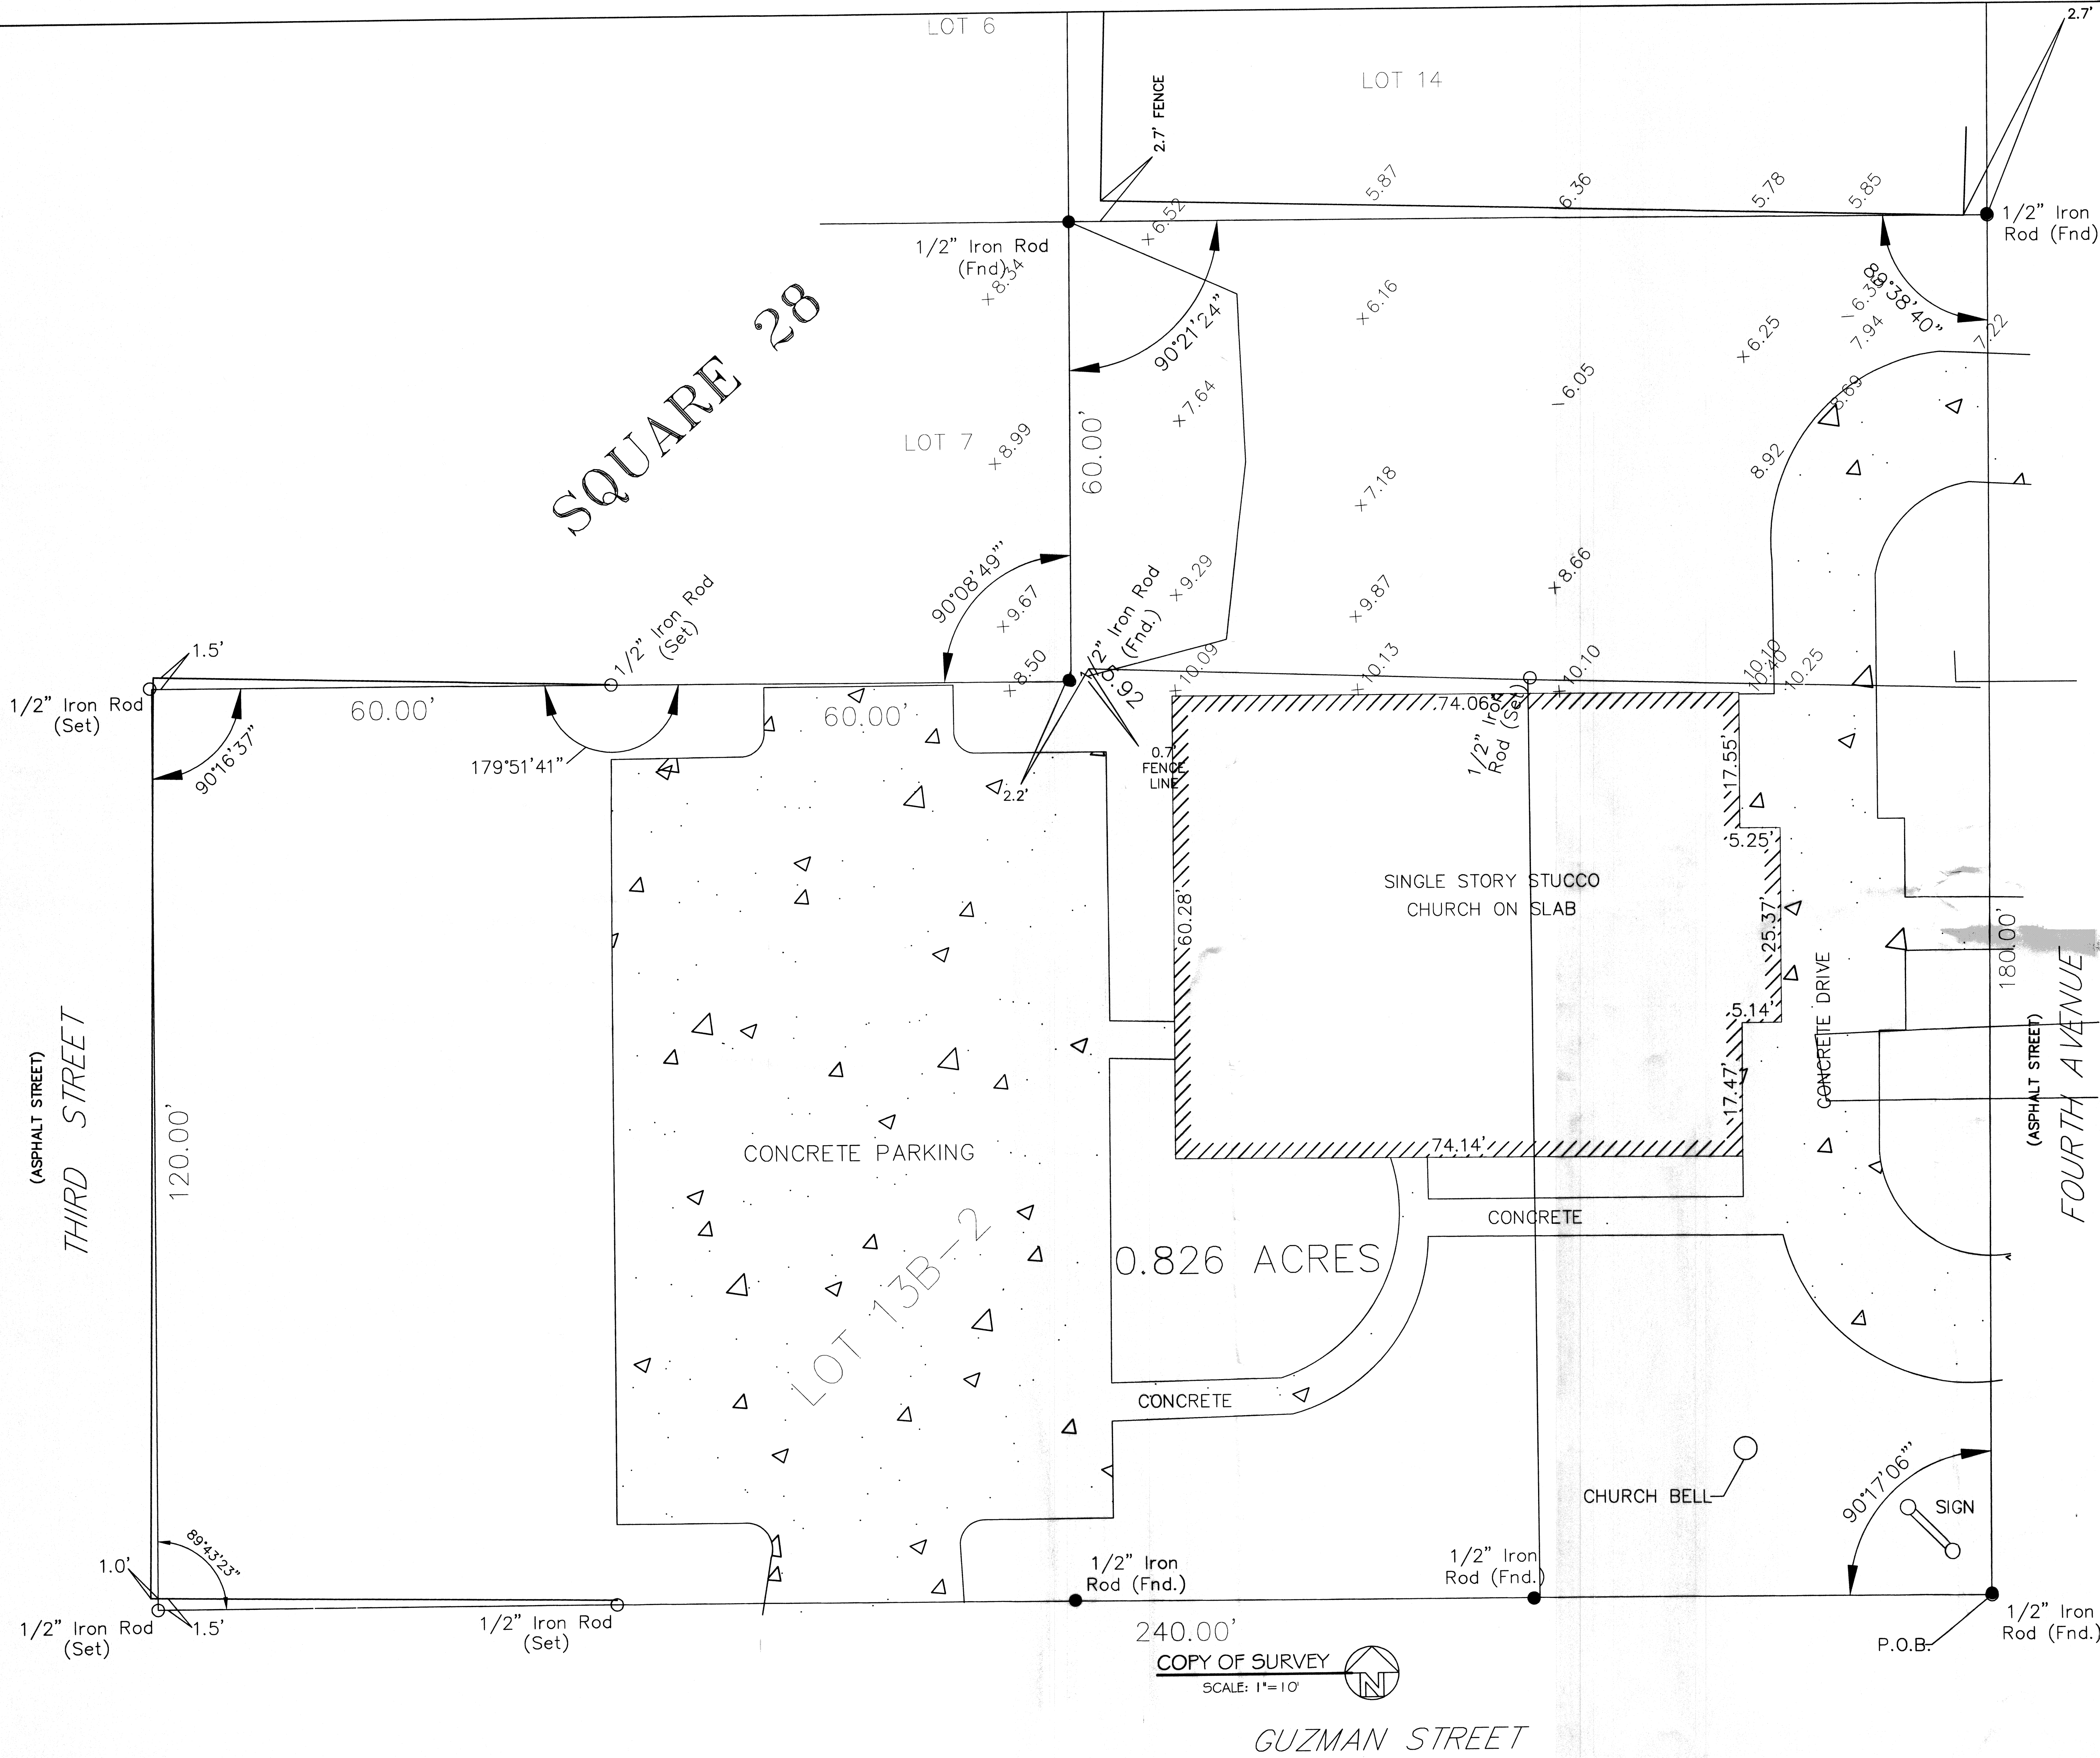 LOT 6
2.7'
LOT 14
2.7' FENCE
5.87
6.36
5.78
5.85
6.52
1/2" Iron Rod
(Fnd)
1/2" Iron
Rod (Fnd)
8.34
90°21'24"
6.16
89°38'40"
7.94
7.22
6.25
SQUARE 28
8.69
6.05
7.64
60.00'
LOT 7
8.99
8.92
7.18
90°08'49"'
9.67
9.29
9.87
8.66
1/2" Iron Rod
(Fnd.)
1/2" Iron Rod
(Set)
1.5'
8.50
8.92
10.09
10.13
10.10
10.10
10.40
10.25
1/2" Iron Rod
(Set)
60.00'
60.00'
90°16'37"
179°51'41"
2.2'
0.7'
FENCE
LINE
74.06'
1/2" Iron
Rod (Set)
17.55'
5.25'
SINGLE STORY STUCCO
CHURCH ON SLAB
60.28'
25.37'
5.14'
17.47'
74.14'
CONCRETE DRIVE
180.00'
(ASPHALT STREET)
FOURTH AVENUE
(ASPHALT STREET)
THIRD STREET
120.00'
CONCRETE PARKING
CONCRETE
LOT 13B-2
0.826 ACRES
CONCRETE
CHURCH BELL
90°17'06"'
SIGN
89°43'23"
1.0'
1.5'
1/2" Iron Rod
(Set)
1/2" Iron Rod
(Set)
1/2" Iron
Rod (Fnd.)
1/2" Iron
Rod (Fnd.)
1/2" Iron
Rod (Fnd.)
P.O.B.
240.00'
COPY OF SURVEY
SCALE: 1"=10'
N
GUZMAN STREET